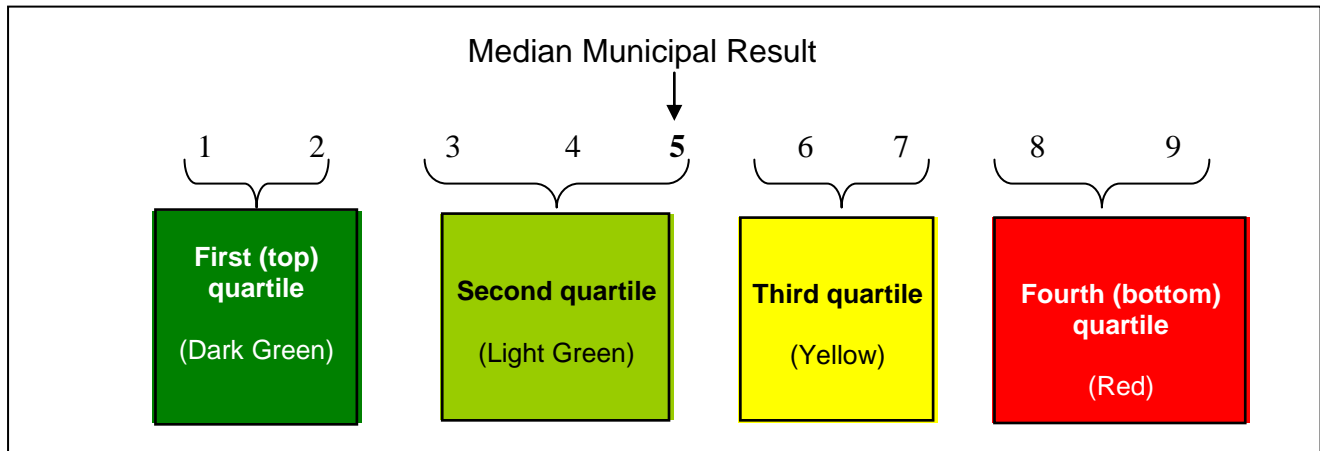 Median Municipal Result
1 2 3 4 5 6 7 8 9
First (top)
quartile
(Dark Green)
Second quartile
(Light Green)
Third quartile
(Yellow)
Fourth (bottom)
quartile
(Red)